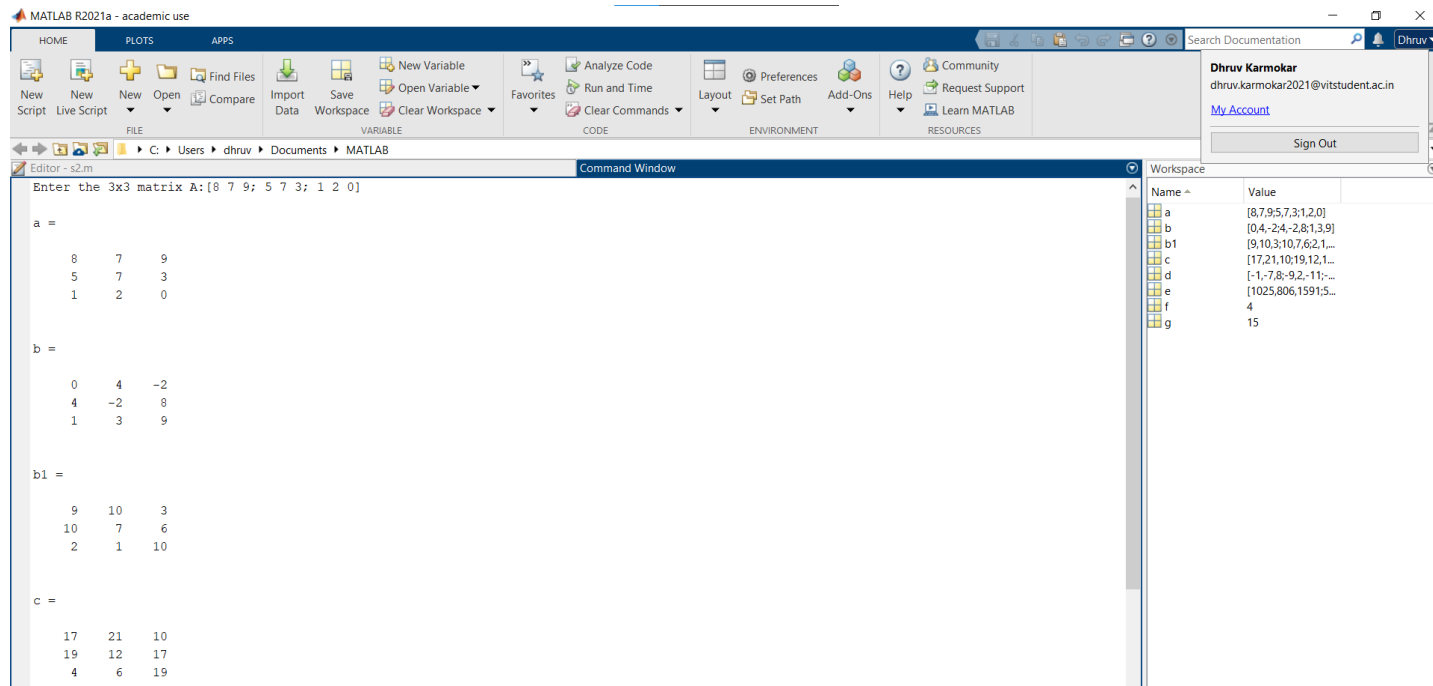 MATLAB R2021a - academic use
HOME PLOTS APPS
Search Documentation
Dhruv
New Script
New Live Script
New
Open
Find Files
Compare
Import Data
Save Workspace
New Variable
Open Variable
Clear Workspace
Favorites
Analyze Code
Run and Time
Clear Commands
Layout
Preferences
Set Path
Add-Ons
Help
Community
Request Support
Learn MATLAB
FILE VARIABLE CODE ENVIRONMENT RESOURCES
Dhruv Karmokar
dhruv.karmokar2021@vitstudent.ac.in
My Account
Sign Out
C: Users dhruv Documents MATLAB
Editor - s2.m
Command Window
Enter the 3x3 matrix A:[8 7 9; 5 7 3; 1 2 0]
a =
8 7 9
5 7 3
1 2 0
b =
0 4 -2
4 -2 8
1 3 9
b1 =
9 10 3
10 7 6
2 1 10
c =
17 21 10
19 12 17
4 6 19
Workspace
Name Value
a [8,7,9;5,7,3;1,2,0]
b [0,4,-2;4,-2,8;1,3,9]
b1 [9,10,3;10,7,6;2,1,...
c [17,21,10;19,12,1...
d [-1,-7,8;-9,2,-11;-...
e [1025,806,1591;5...
f 4
g 15